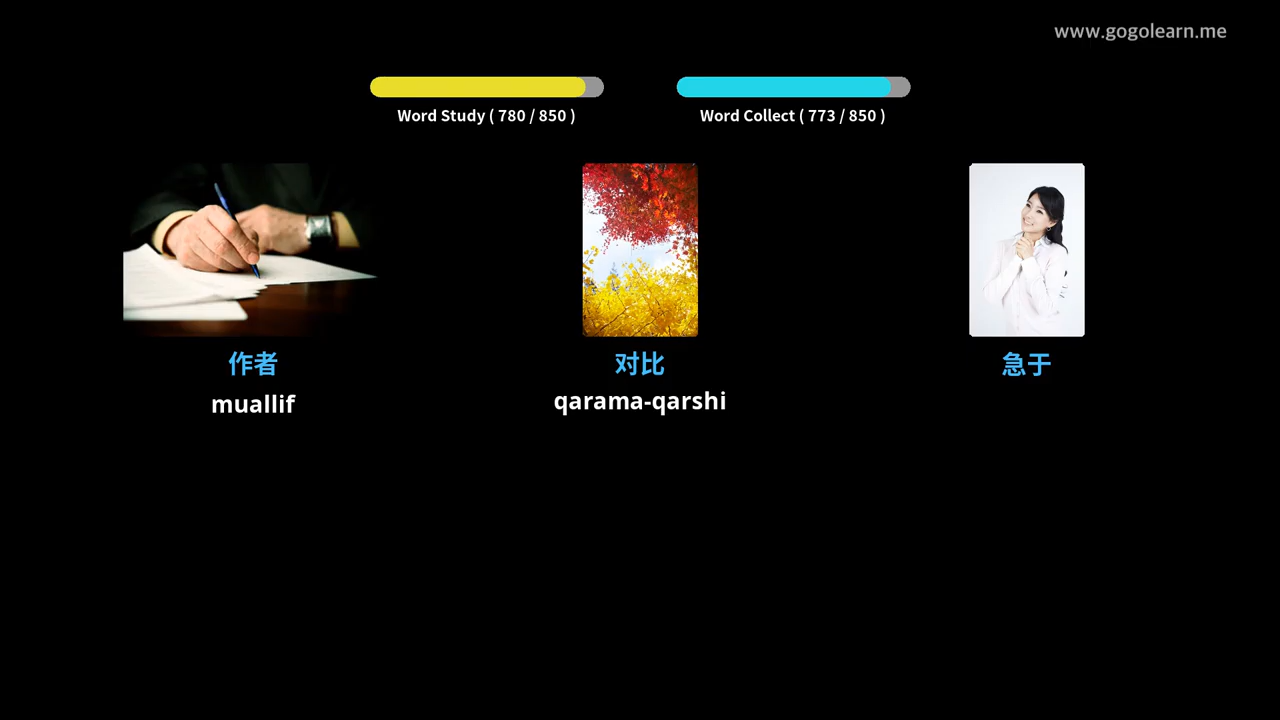 www.gogolearn.me
Word Study ( 780 / 850 )
Word Collect ( 773 / 850 )
作者
muallif
对比
qarama-qarshi
急于